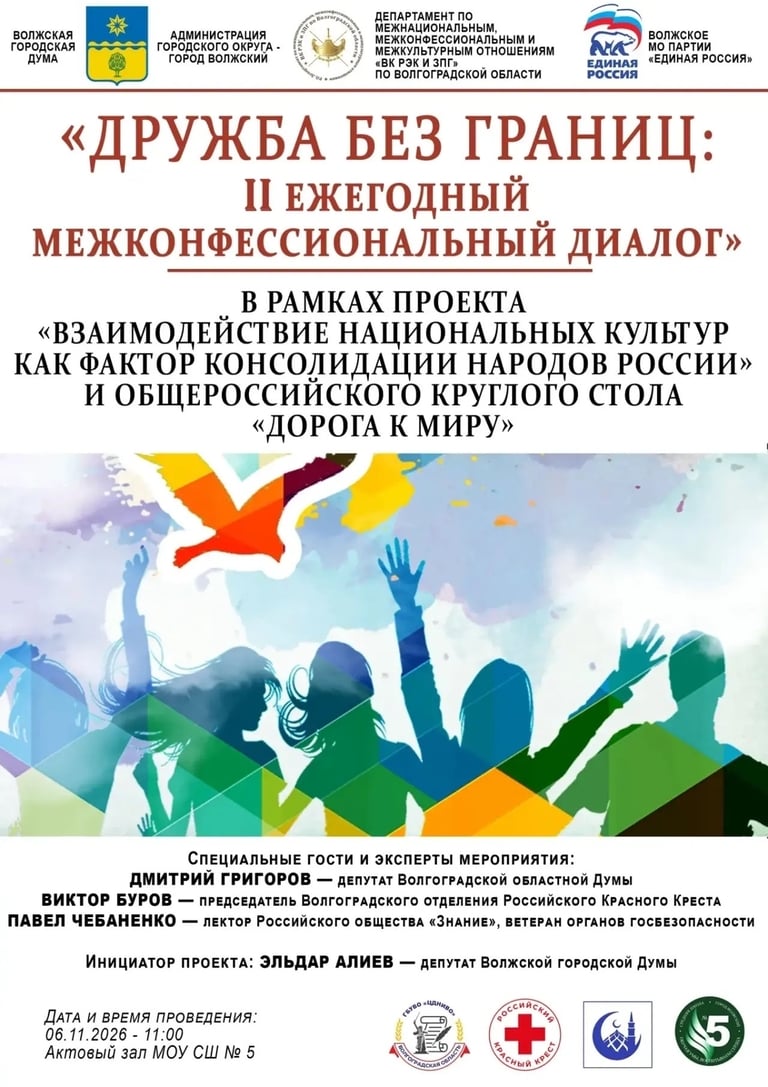 ВОЛЖСКАЯ
ГОРОДСКАЯ
ДУМА
АДМИНИСТРАЦИЯ
ГОРОДСКОГО ОКРУГА -
ГОРОД ВОЛЖСКИЙ
ДЕПАРТАМЕНТ ПО
МЕЖНАЦИОНАЛЬНЫМ,
МЕЖКОНФЕССИОНАЛЬНЫМ И
МЕЖКУЛЬТУРНЫМ ОТНОШЕНИЯМ
«ВК РЭК И ЗПГ»
ПО ВОЛГОГРАДСКОЙ ОБЛАСТИ
ЕДИНАЯ
РОССИЯ
ВОЛЖСКОЕ
МО ПАРТИИ
«ЕДИНАЯ РОССИЯ»
«ДРУЖБА БЕЗ ГРАНИЦ:
II ЕЖЕГОДНЫЙ
МЕЖКОНФЕССИОНАЛЬНЫЙ ДИАЛОГ»
В РАМКАХ ПРОЕКТА
«ВЗАИМОДЕЙСТВИЕ НАЦИОНАЛЬНЫХ КУЛЬТУР
КАК ФАКТОР КОНСОЛИДАЦИИ НАРОДОВ РОССИИ»
И ОБЩЕРОССИЙСКОГО КРУГЛОГО СТОЛА
«ДОРОГА К МИРУ»
СПЕЦИАЛЬНЫЕ ГОСТИ И ЭКСПЕРТЫ МЕРОПРИЯТИЯ:
ДМИТРИЙ ГРИГОРОВ — ДЕПУТАТ ВОЛГОГРАДСКОЙ ОБЛАСТНОЙ ДУМЫ
ВИКТОР БУРОВ — ПРЕДСЕДАТЕЛЬ ВОЛГОГРАДСКОГО ОТДЕЛЕНИЯ РОССИЙСКОГО КРАСНОГО КРЕСТА
ПАВЕЛ ЧЕБАНЕНКО — ЛЕКТОР РОССИЙСКОГО ОБЩЕСТВА «ЗНАНИЕ», ВЕТЕРАН ОРГАНОВ ГОСБЕЗОПАСНОСТИ
ИНИЦИАТОР ПРОЕКТА: ЭЛЬДАР АЛИЕВ — ДЕПУТАТ ВОЛЖСКОЙ ГОРОДСКОЙ ДУМЫ
ДАТА И ВРЕМЯ ПРОВЕДЕНИЯ:
06.11.2026 - 11:00
Актовый зал МОУ СШ № 5
ГБУВО «ЦДНИВО»
ВОЛГОГРАДСКАЯ ОБЛАСТЬ
РОССИЙСКИЙ
КРАСНЫЙ КРЕСТ
№5